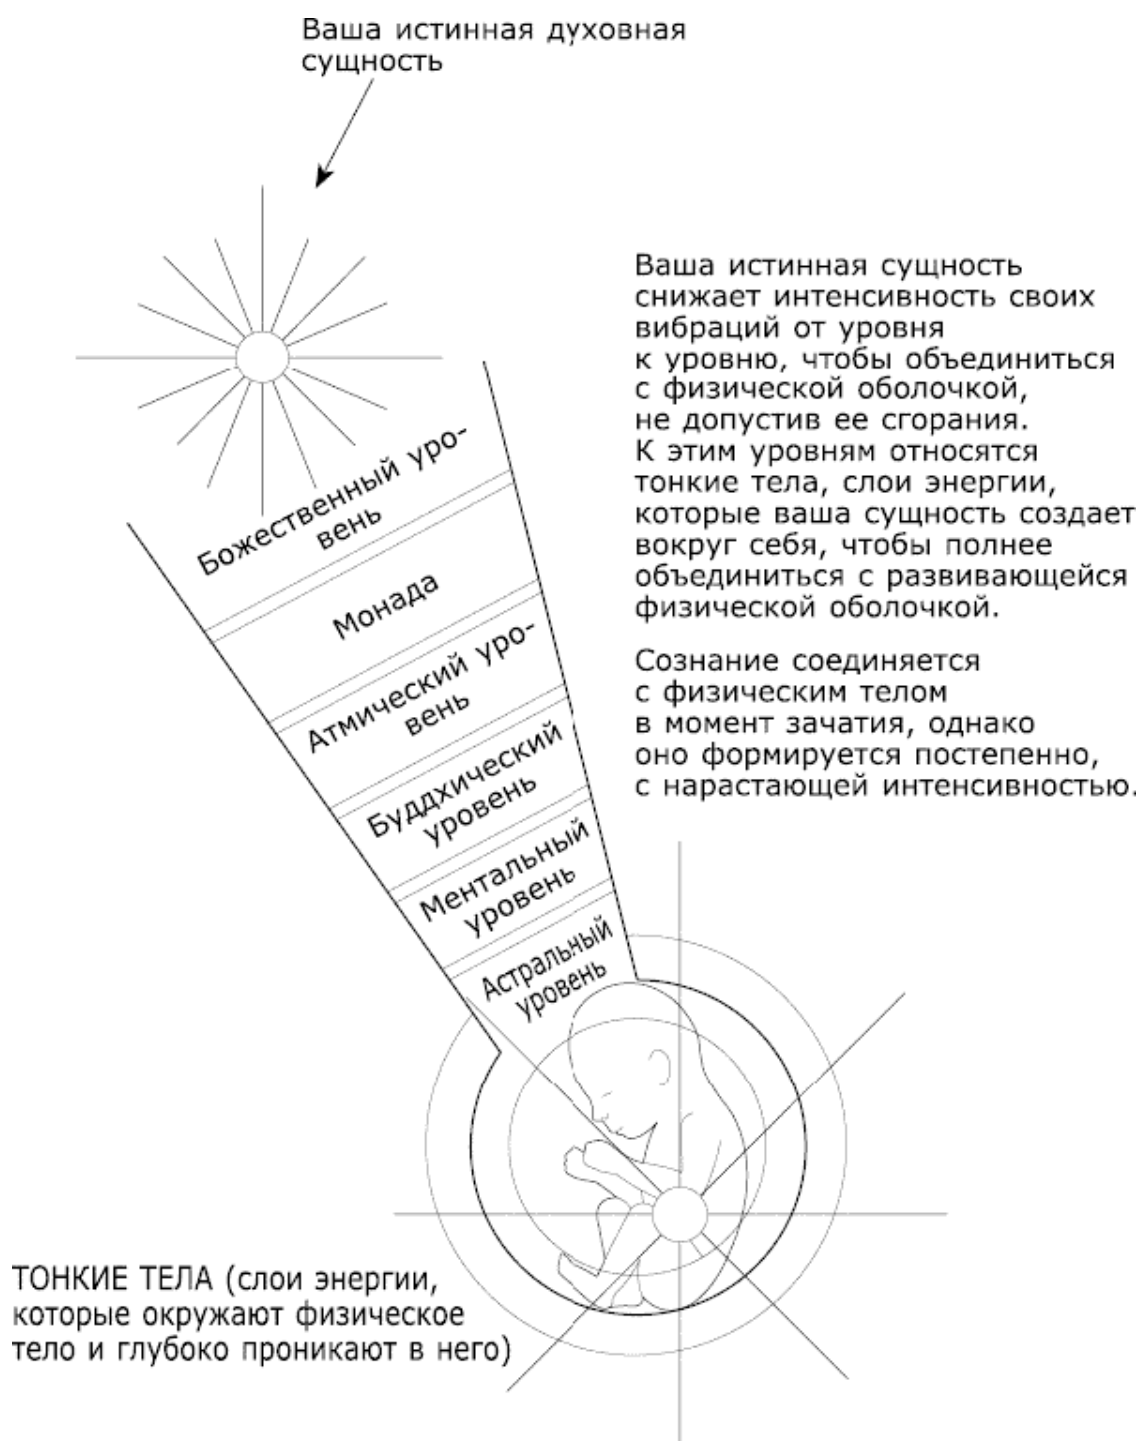 Ваша истинная духовная
сущность
Ваша истинная сущность
снижает интенсивность своих
вибраций от уровня
к уровню, чтобы объединиться
с физической оболочкой,
не допустив ее сгорания.
К этим уровням относятся
тонкие тела, слои энергии,
которые ваша сущность создает
вокруг себя, чтобы полнее
объединиться с развивающейся
физической оболочкой.
Сознание соединяется
с физическим телом
в момент зачатия, однако
оно формируется постепенно,
с нарастающей интенсивностью.
Божественный уро-
вень
Монада
Атмический уро-
вень
Буддхический
уровень
Ментальный
уровень
Астральный
уровень
ТОНКИЕ ТЕЛА (слои энергии,
которые окружают физическое
тело и глубоко проникают в него)